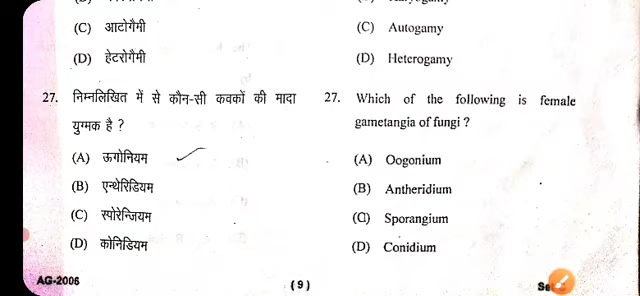 (C) आटोगैमी
(D) हेटरोगैमी
27. निम्नलिखित में से कौन-सी कवकों की मादा
युग्मक है ?
(A) ऊगोनियम
(B) एन्थेरिडियम
(C) स्पोरेन्जियम
(D) कोनिडियम
(C) Autogamy
(D) Heterogamy
27. Which of the following is female
gametangia of fungi ?
(A) Oogonium
(B) Antheridium
(C) Sporangium
(D) Conidium
AG-2006
(9)